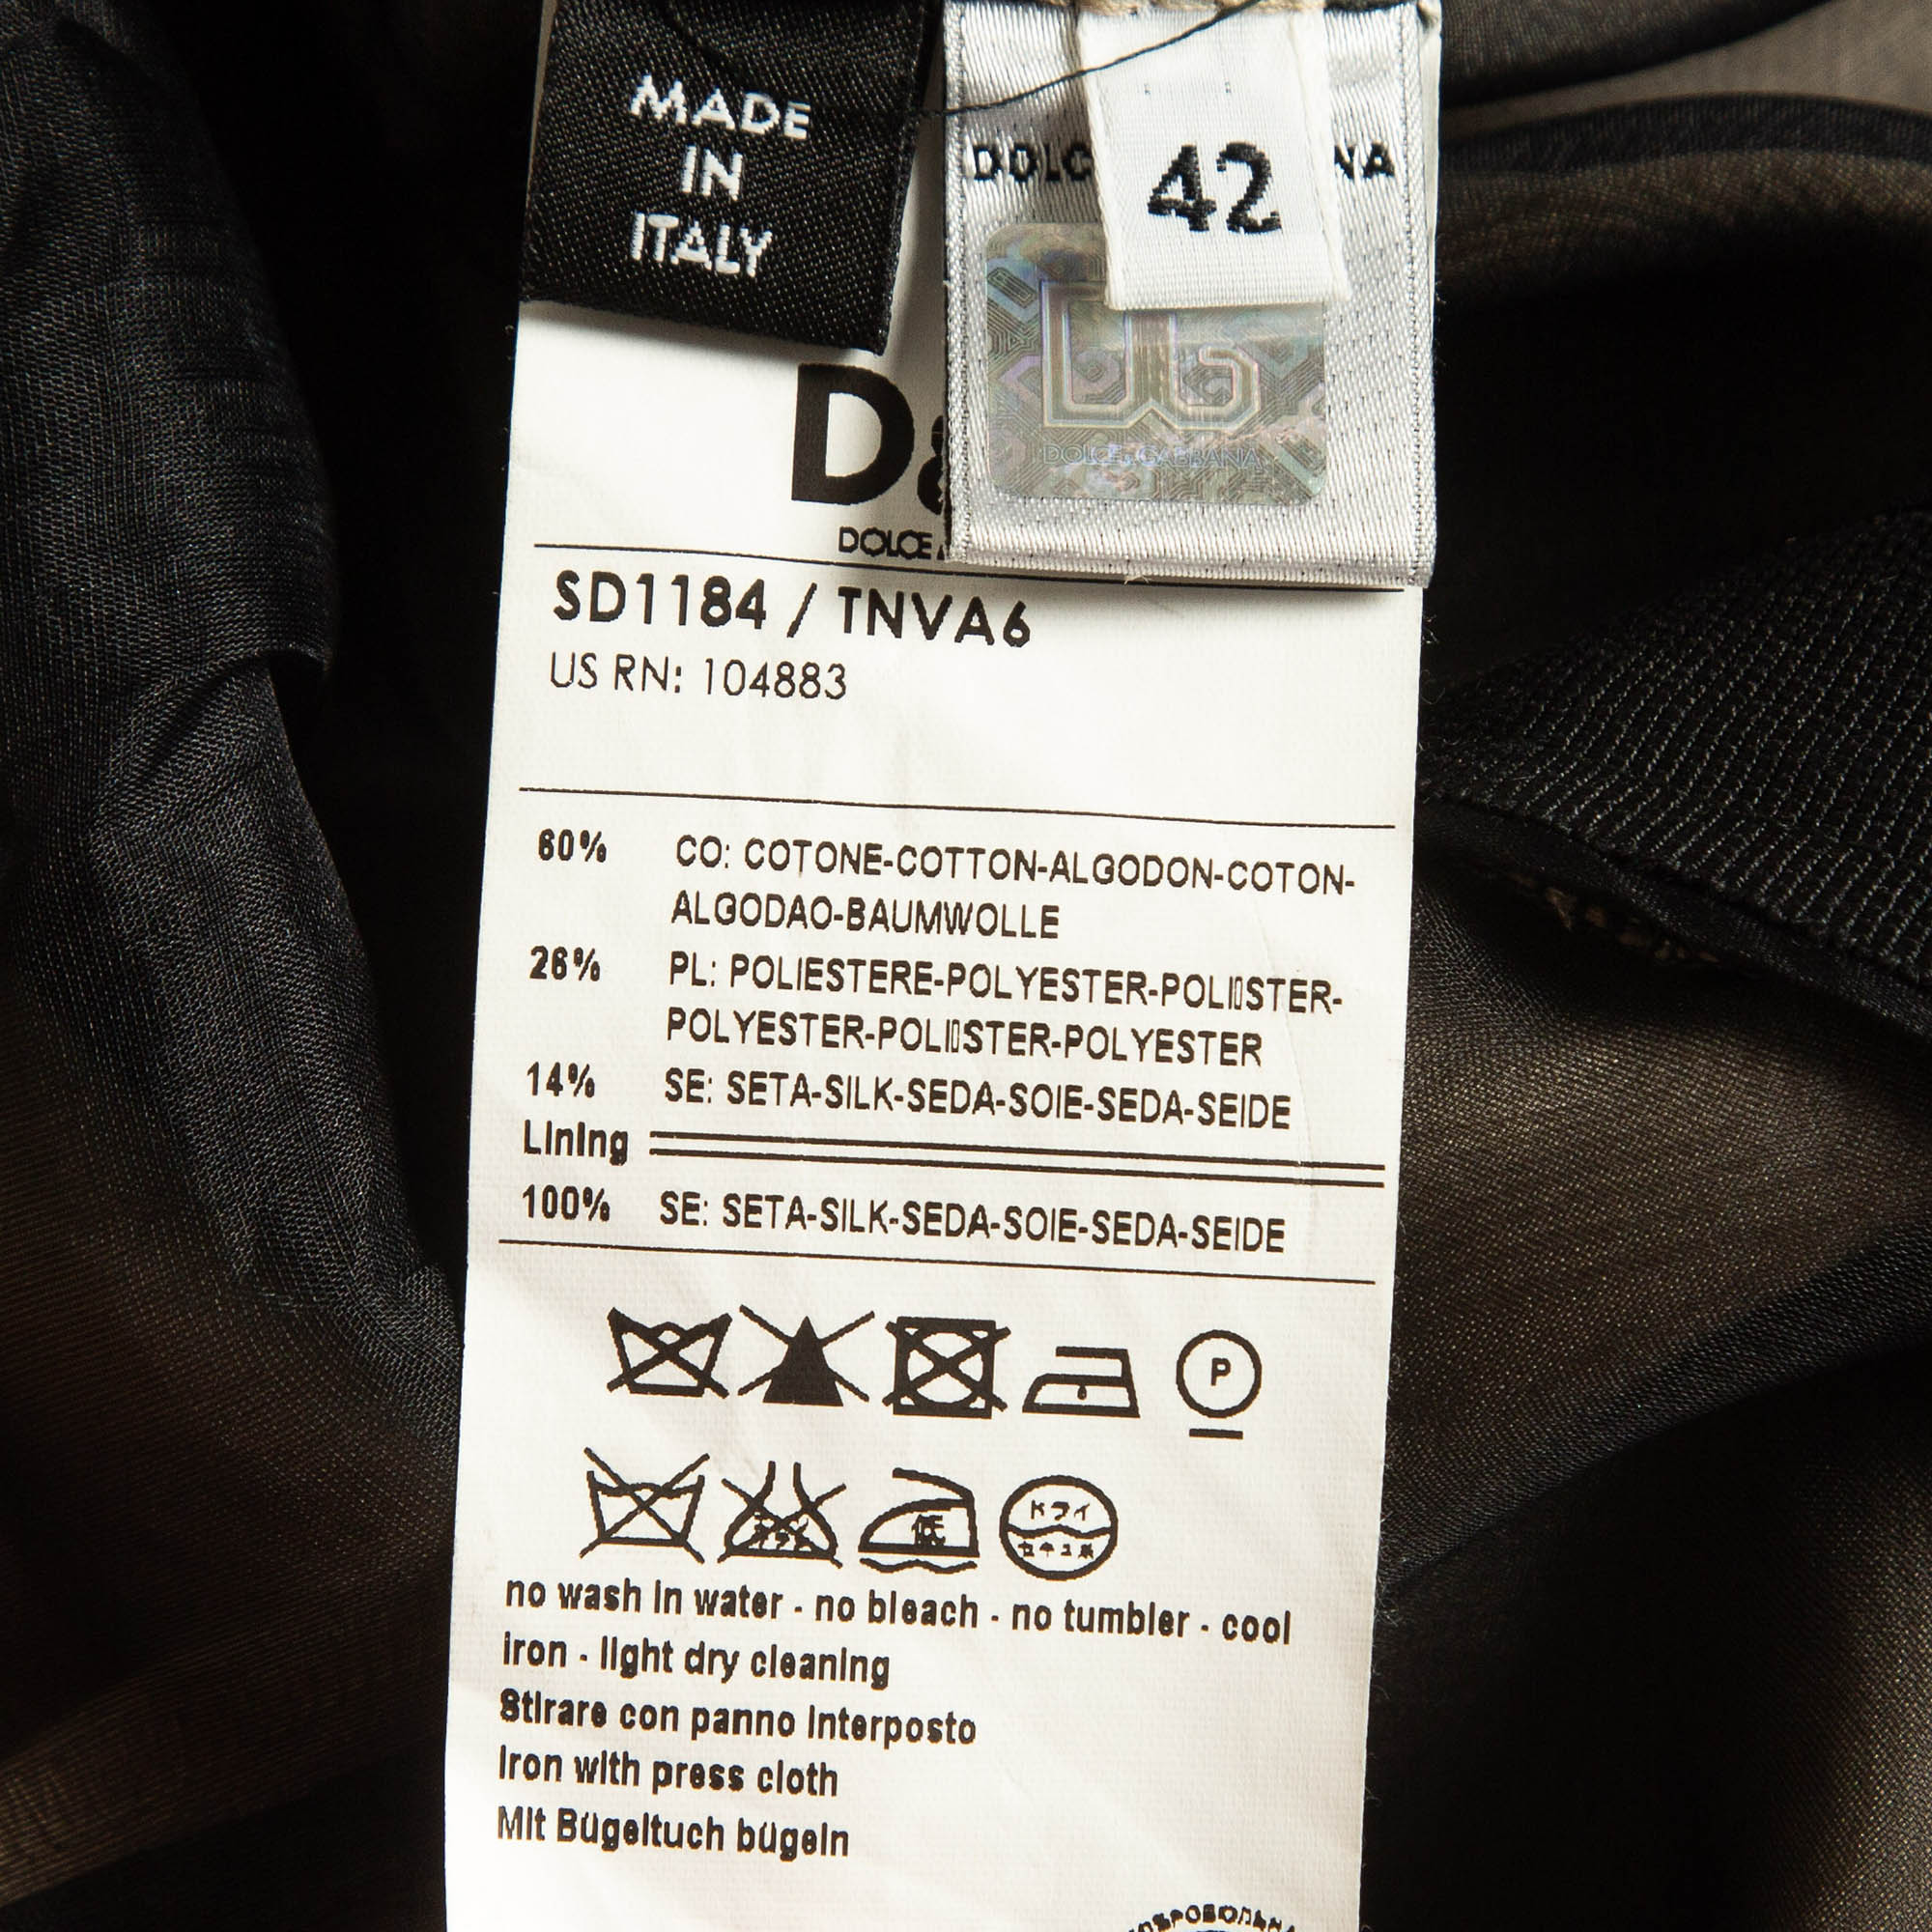 MADE
IN
ITALY
42
DOLCE & GABBANA
DOLCE
SD1184 / TNVA6
US RN: 104883
60% CO: COTONE-COTTON-ALGODON-COTON-
ALGODAO-BAUMWOLLE
26% PL: POLIESTERE-POLYESTER-POLI▯STER-
POLYESTER-POLI▯STER-POLYESTER
14% SE: SETA-SILK-SEDA-SOIE-SEDA-SEIDE
Lining
100% SE: SETA-SILK-SEDA-SOIE-SEDA-SEIDE
P
低
ドライ
no wash in water - no bleach - no tumbler - cool
iron - light dry cleaning
Stirare con panno interposto
Iron with press cloth
Mit Bügeltuch bügeln